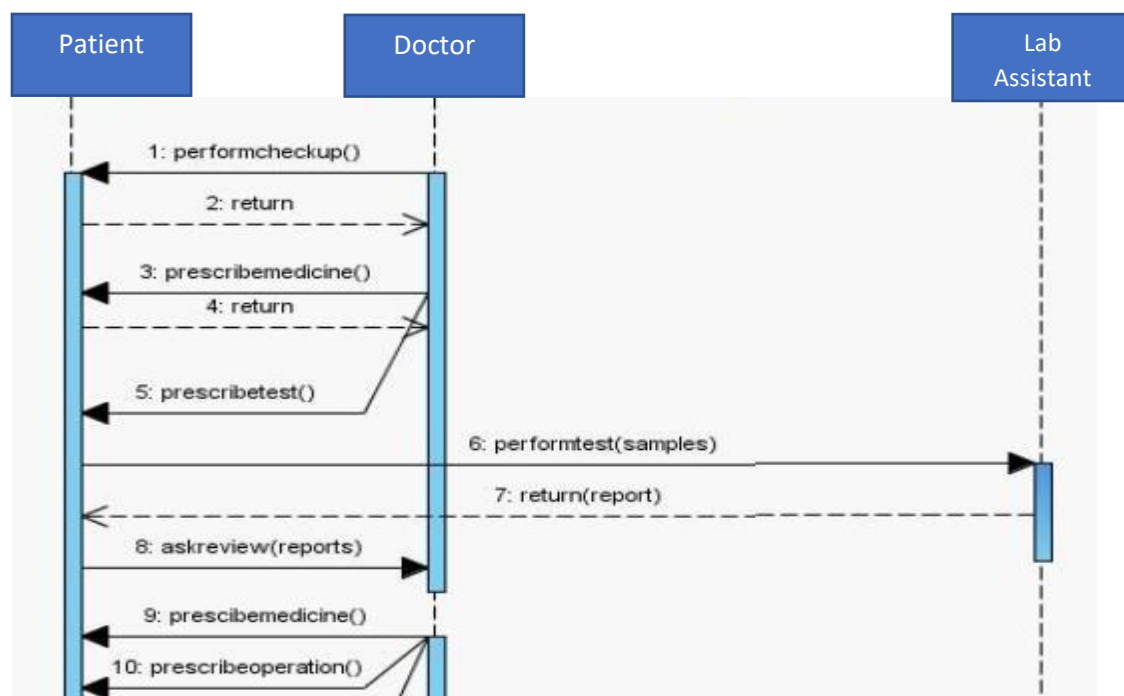 Patient
Doctor
Lab
Assistant
1: performcheckup()
2: return
3: prescribemedicine()
4: return
5: prescribetest()
6: performtest(samples)
7: return(report)
8: askreview(reports)
9: prescibemedicine()
10: prescribeoperation()